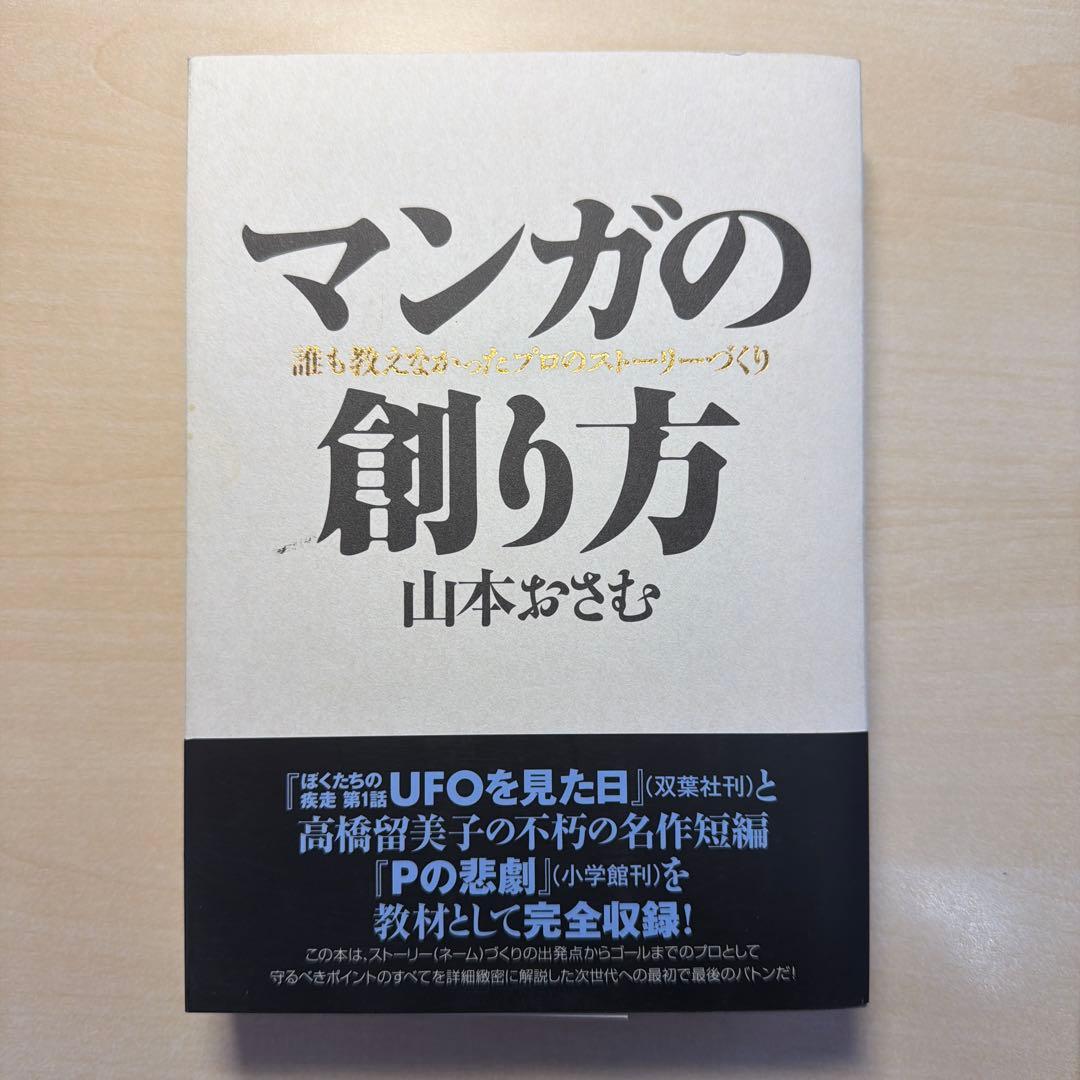 マンガの
誰も教えなかったプロのストーリーづくり
創り方
山本おさむ
『ぼくたちの疾走 第1話 UFOを見た日』(双葉社刊)と
高橋留美子の不朽の名作短編
『Pの悲劇』(小学館刊)を
教材として完全収録!
この本は、ストーリー(ネーム)づくりの出発点からゴールまでのプロとして
守るべきポイントのすべてを詳細緻密に解説した次世代への最初で最後のバトンだ!